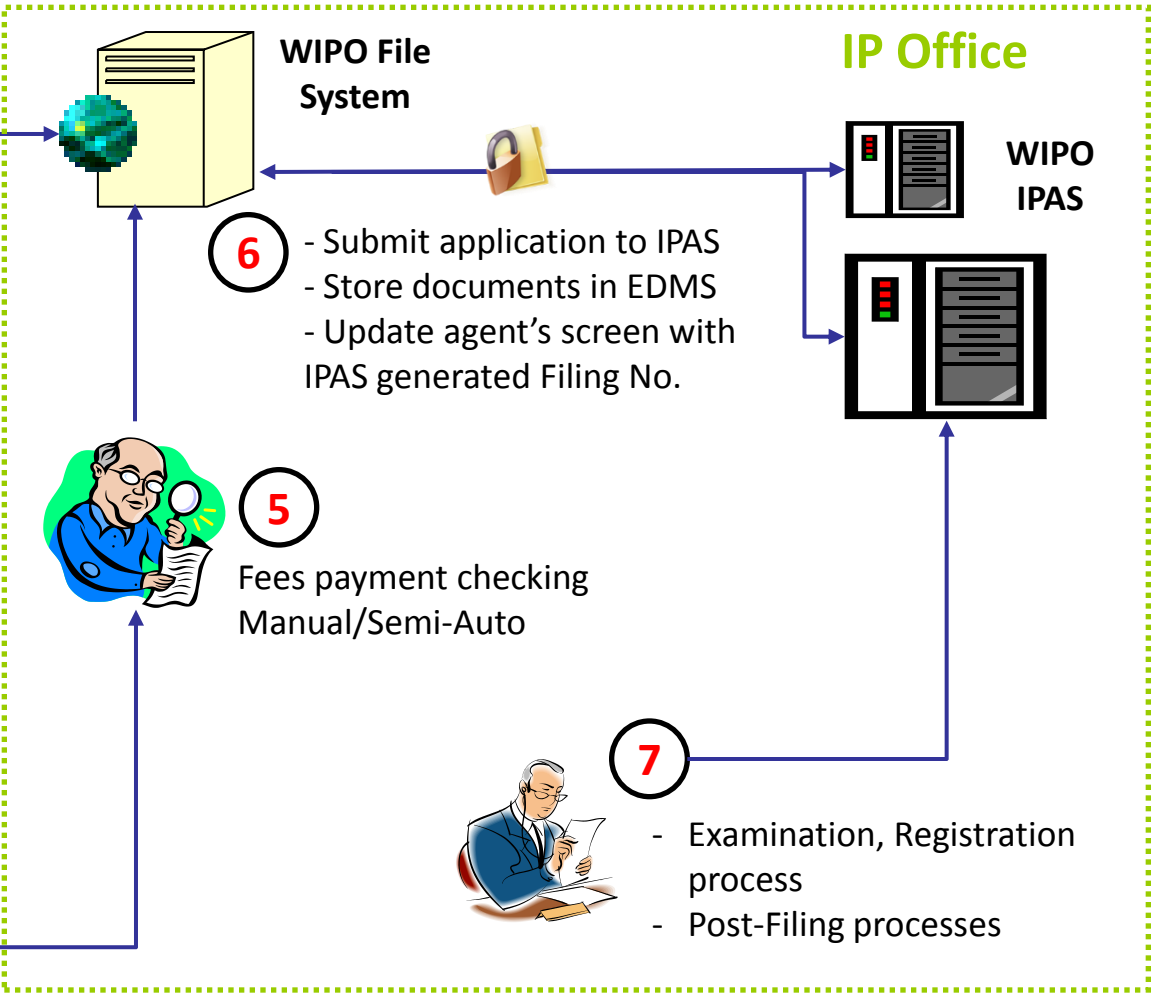 WIPO File
System
IP Office
WIPO
IPAS
6
- Submit application to IPAS
- Store documents in EDMS
- Update agent’s screen with
IPAS generated Filing No.
5
Fees payment checking
Manual/Semi-Auto
7
- Examination, Registration
process
- Post-Filing processes